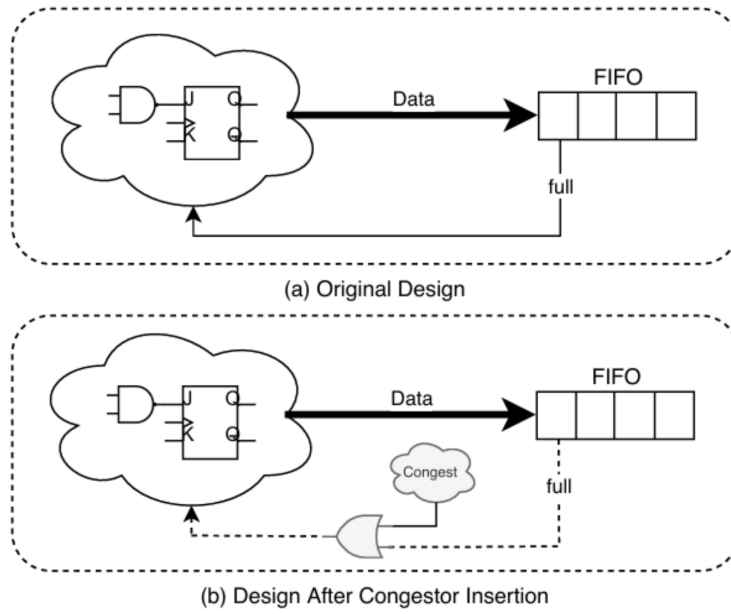 FIFO
J Q
Data
K Q
full
(a) Original Design
FIFO
J Q
Data
K Q
Congest
full
(b) Design After Congestor Insertion